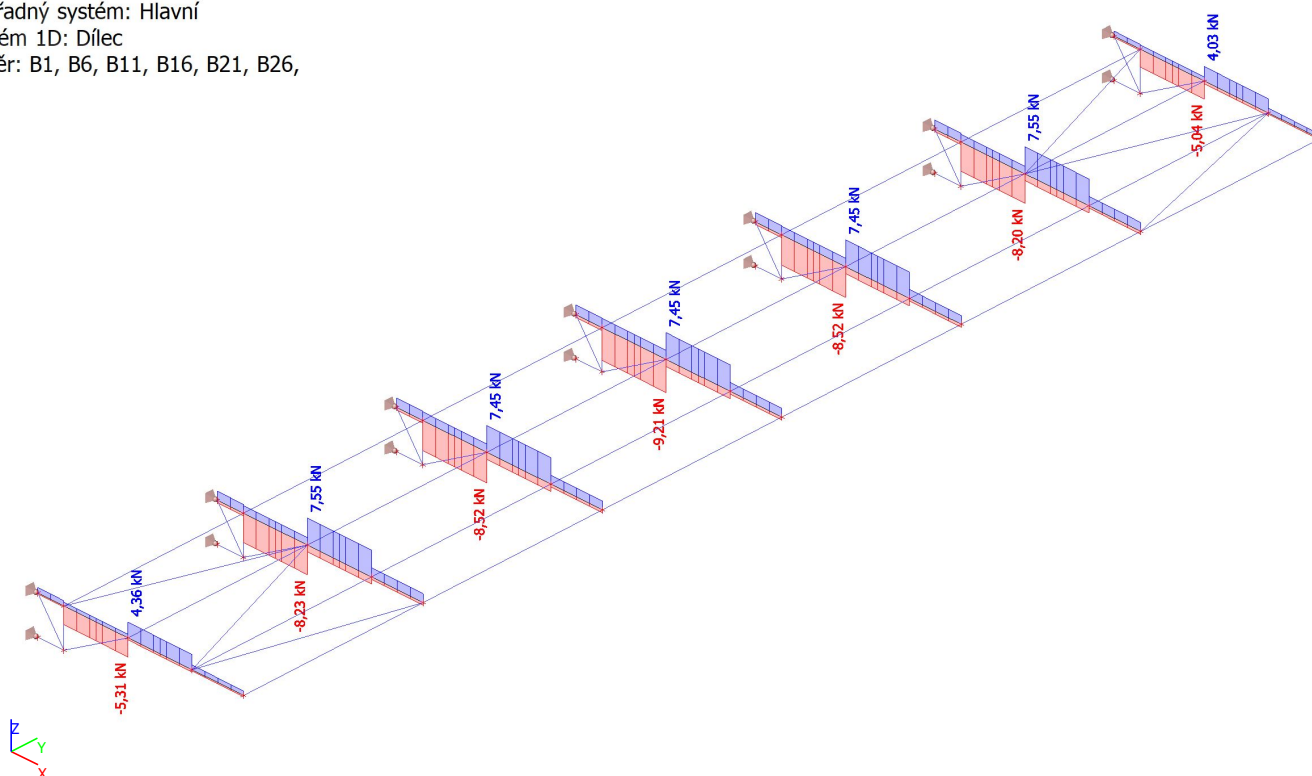 řadný systém: Hlavní
ém 1D: Dílec
ěr: B1, B6, B11, B16, B21, B26,
4,03 kN
-5,04 kN
7,55 kN
-8,20 kN
7,45 kN
-8,52 kN
7,45 kN
-9,21 kN
7,45 kN
-8,52 kN
7,55 kN
-8,23 kN
4,36 kN
-5,31 kN
Z
Y
X